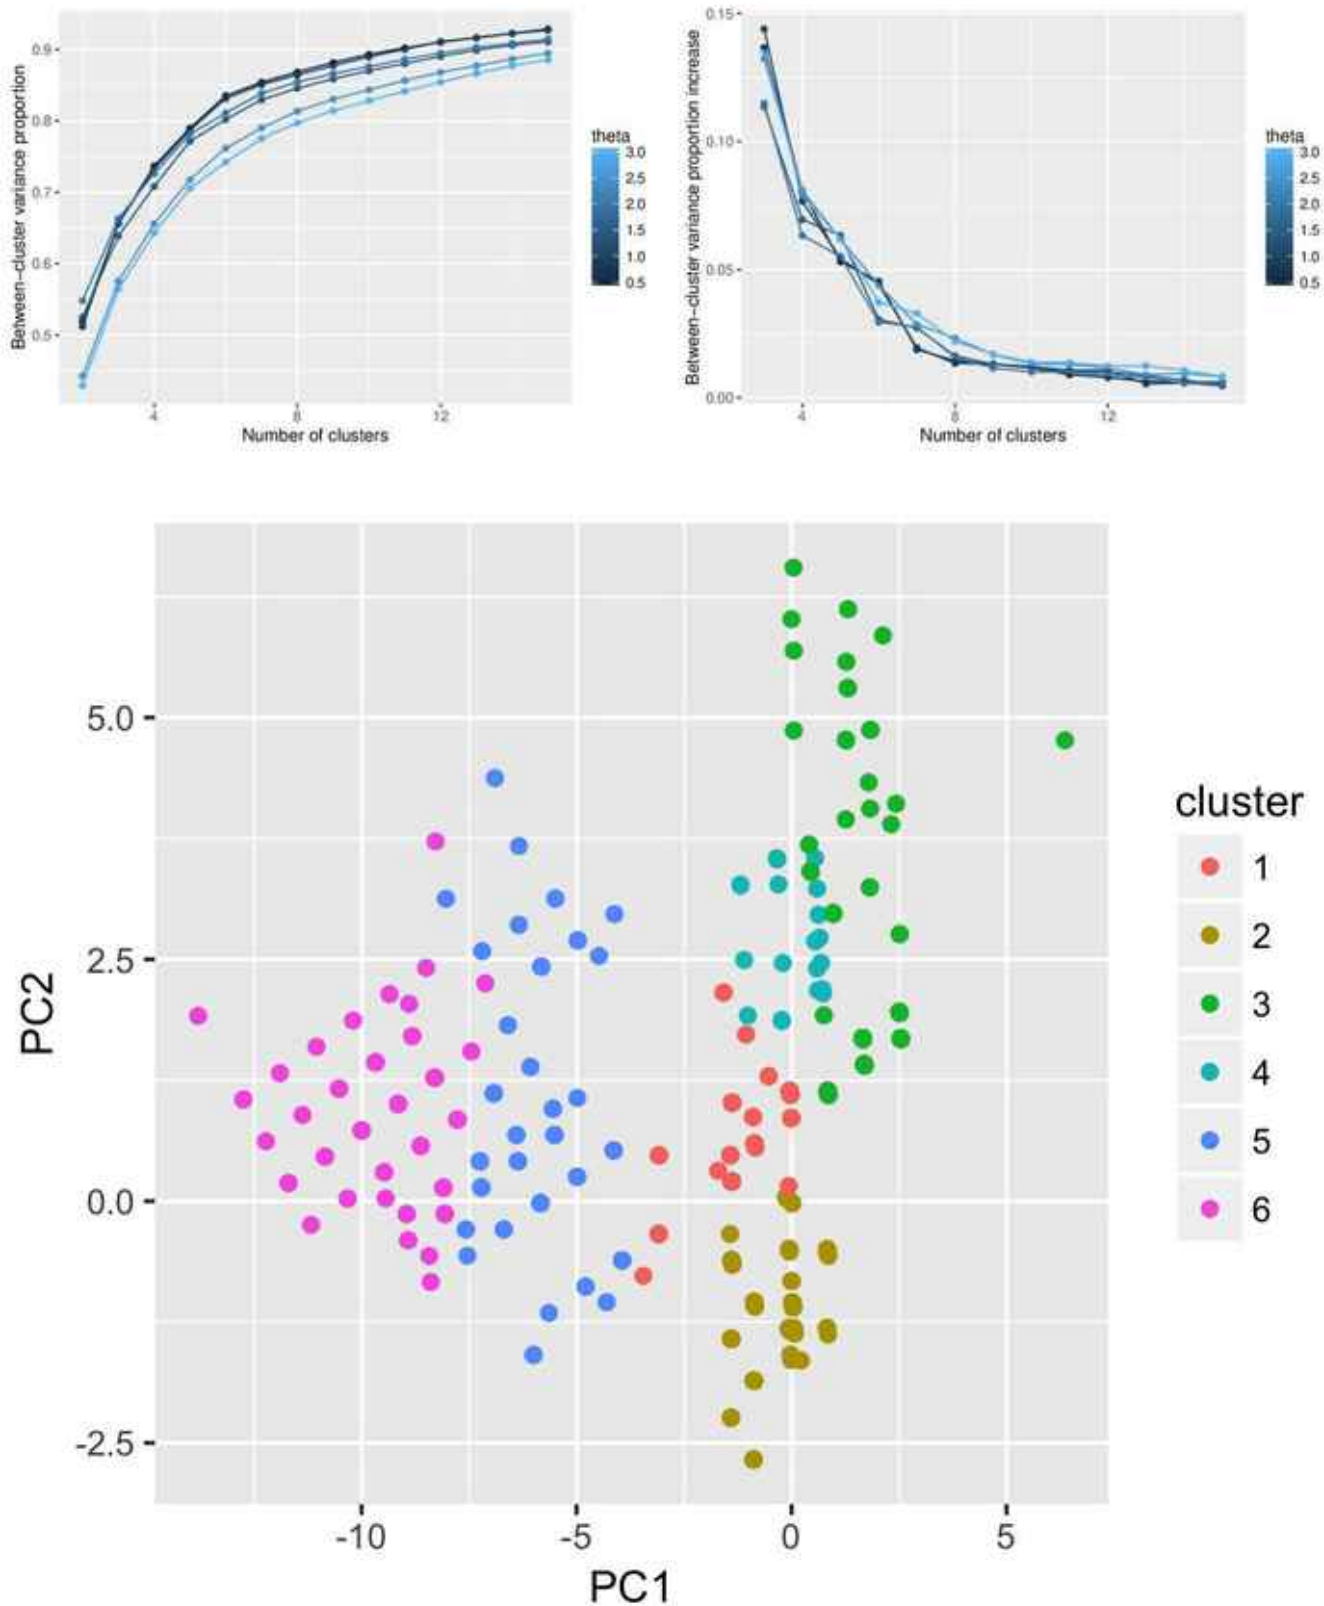 Between-cluster variance proportion
0.9
0.8
0.7
0.6
0.5
4 8 12
Number of clusters
theta
3.0
2.5
2.0
1.5
1.0
0.5
Between-cluster variance proportion increase
0.15
0.10
0.05
0.00
4 8 12
Number of clusters
theta
3.0
2.5
2.0
1.5
1.0
0.5
PC2
5.0
2.5
0.0
-2.5
-10 -5 0 5
PC1
cluster
1
2
3
4
5
6